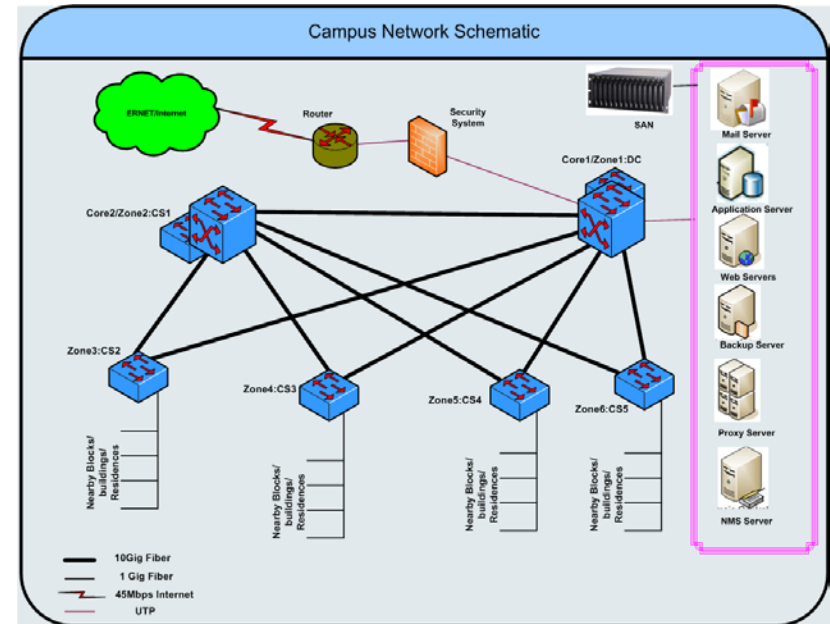 Campus Network Schematic
ERNET/Internet
Router
Security
System
SAN
Mail Server
Core1/Zone1:DC
Core2/Zone2:CS1
Application Server
Web Servers
Backup Server
Zone3:CS2
Zone4:CS3
Zone5:CS4
Zone6:CS5
Proxy Server
NMS Server
Nearby Blocks/
buildings/
Residences
Nearby Blocks/
buildings/
Residences
Nearby Blocks/
buildings/
Residences
Nearby Blocks/
buildings/
Residences
10Gig Fiber
1 Gig Fiber
45Mbps Internet
UTP